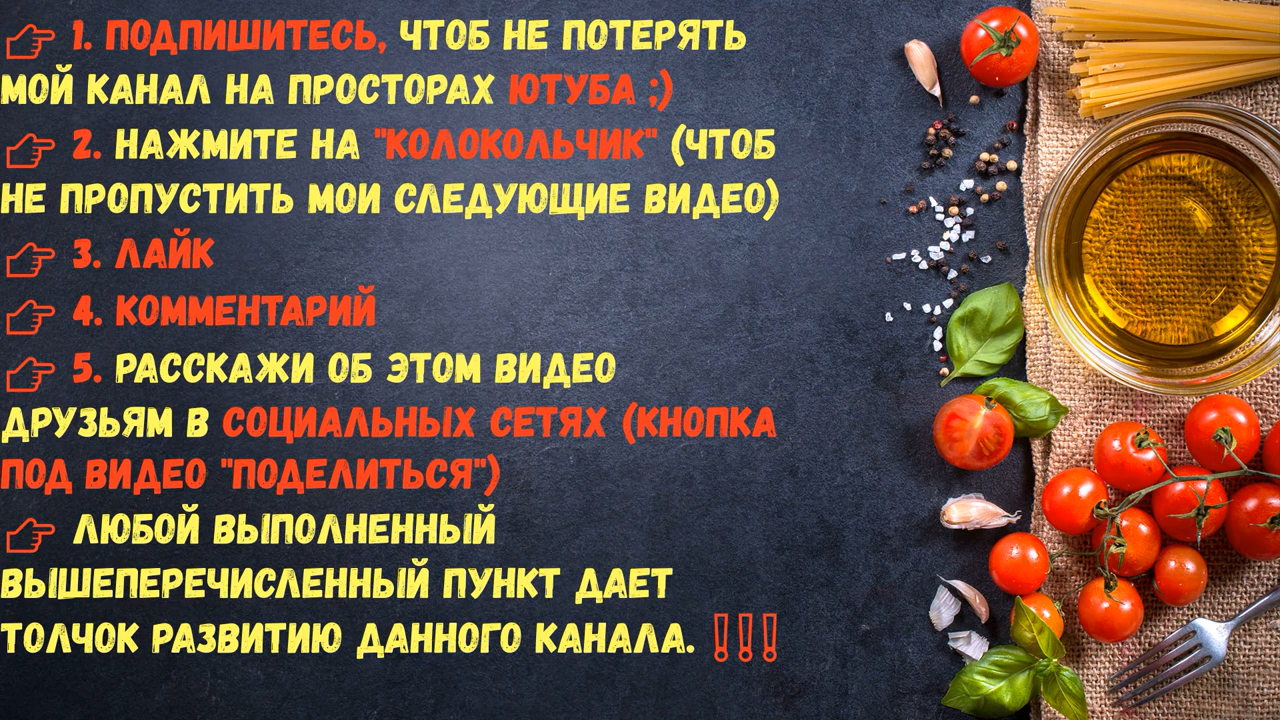 👉 1. ПОДПИШИТЕСЬ, ЧТОБ НЕ ПОТЕРЯТЬ
МОЙ КАНАЛ НА ПРОСТОРАХ ЮТУБА ;)
👉 2. НАЖМИТЕ НА "КОЛОКОЛЬЧИК" (ЧТОБ
НЕ ПРОПУСТИТЬ МОИ СЛЕДУЮЩИЕ ВИДЕО)
👉 3. ЛАЙК
👉 4. КОММЕНТАРИЙ
👉 5. РАССКАЖИ ОБ ЭТОМ ВИДЕО
ДРУЗЬЯМ В СОЦИАЛЬНЫХ СЕТЯХ (КНОПКА
ПОД ВИДЕО "ПОДЕЛИТЬСЯ")
👉 ЛЮБОЙ ВЫПОЛНЕННЫЙ
ВЫШЕПЕРЕЧИСЛЕННЫЙ ПУНКТ ДАЕТ
ТОЛЧОК РАЗВИТИЮ ДАННОГО КАНАЛА. ❗❗❗